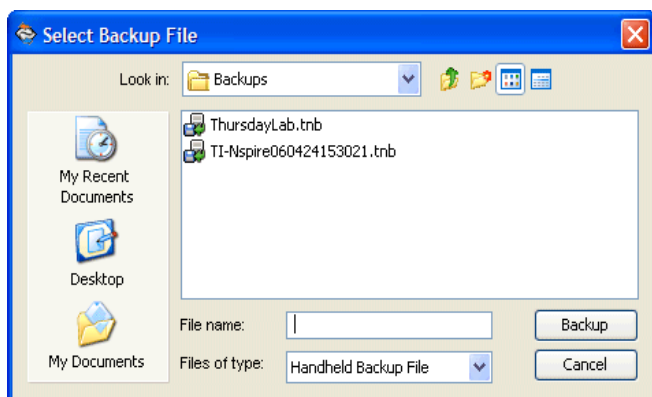 Select Backup File
Look in: Backups
ThursdayLab.tnb
TI-Nspire060424153021.tnb
My Recent
Documents
Desktop
My Documents
File name:
Backup
Files of type: Handheld Backup File
Cancel